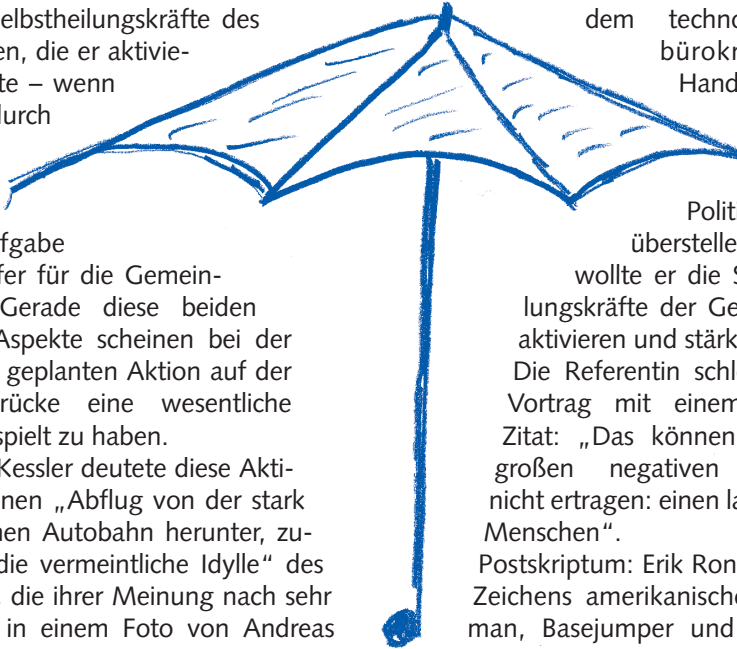 elbstheilungskräfte des
en, die er aktivie-
te – wenn
durch
fgabe
fer für die Gemein-
Gerade diese beiden
Aspekte scheinen bei der
geplanten Aktion auf der
rücke eine wesentliche
spielt zu haben.
Kessler deutete diese Akti-
nen „Abflug von der stark
nen Autobahn herunter, zu-
die vermeintliche Idylle“ des
die ihrer Meinung nach sehr
in einem Foto von Andreas
dem techno
bürokr
Hand
Politi
überstelle
wollte er die S
lungskräfte der Ge
aktivieren und stärk
Die Referentin schl
Vortrag mit einem
Zitat: „Das können
großen negativen
nicht ertragen: einen la
Menschen“.
Postskriptum: Erik Ron
Zeichens amerikanische
man, Basejumper und